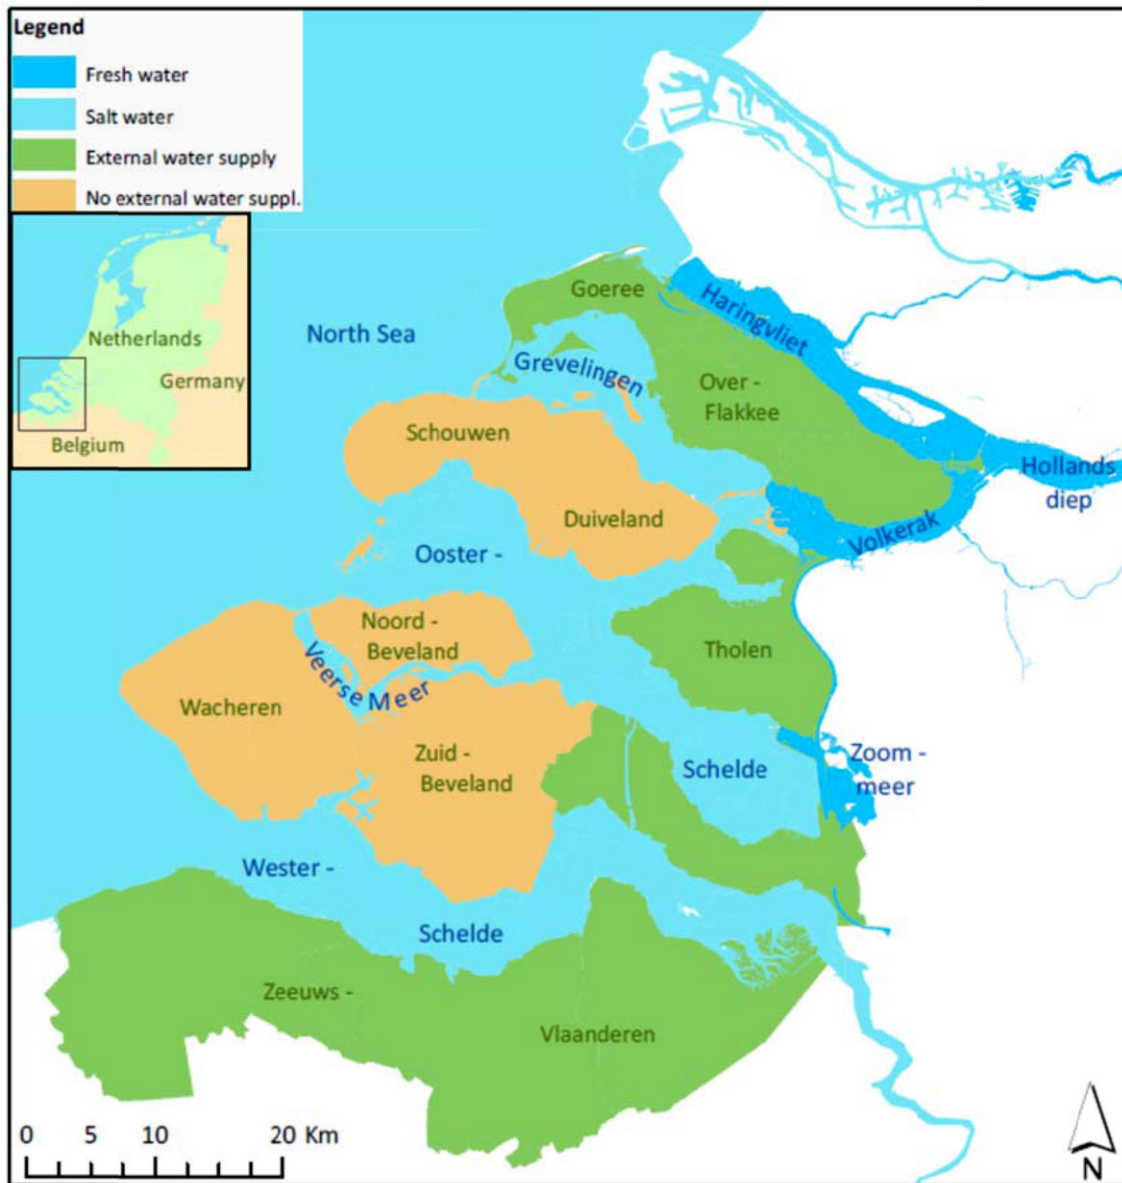 Legend
Fresh water
Salt water
External water supply
No external water suppl.
Netherlands
Germany
Belgium
North Sea
Goeree
Haringvliet
Grevelingen
Over -
Flakkee
Schouwen
Hollands
diep
Duiveland
Volkerak
Ooster -
Noord -
Beveland
Tholen
Veerse Meer
Wacheren
Zuid -
Beveland
Schelde
Zoom -
meer
Wester -
Schelde
Zeeuws -
Vlaanderen
0 5 10 20 Km
N